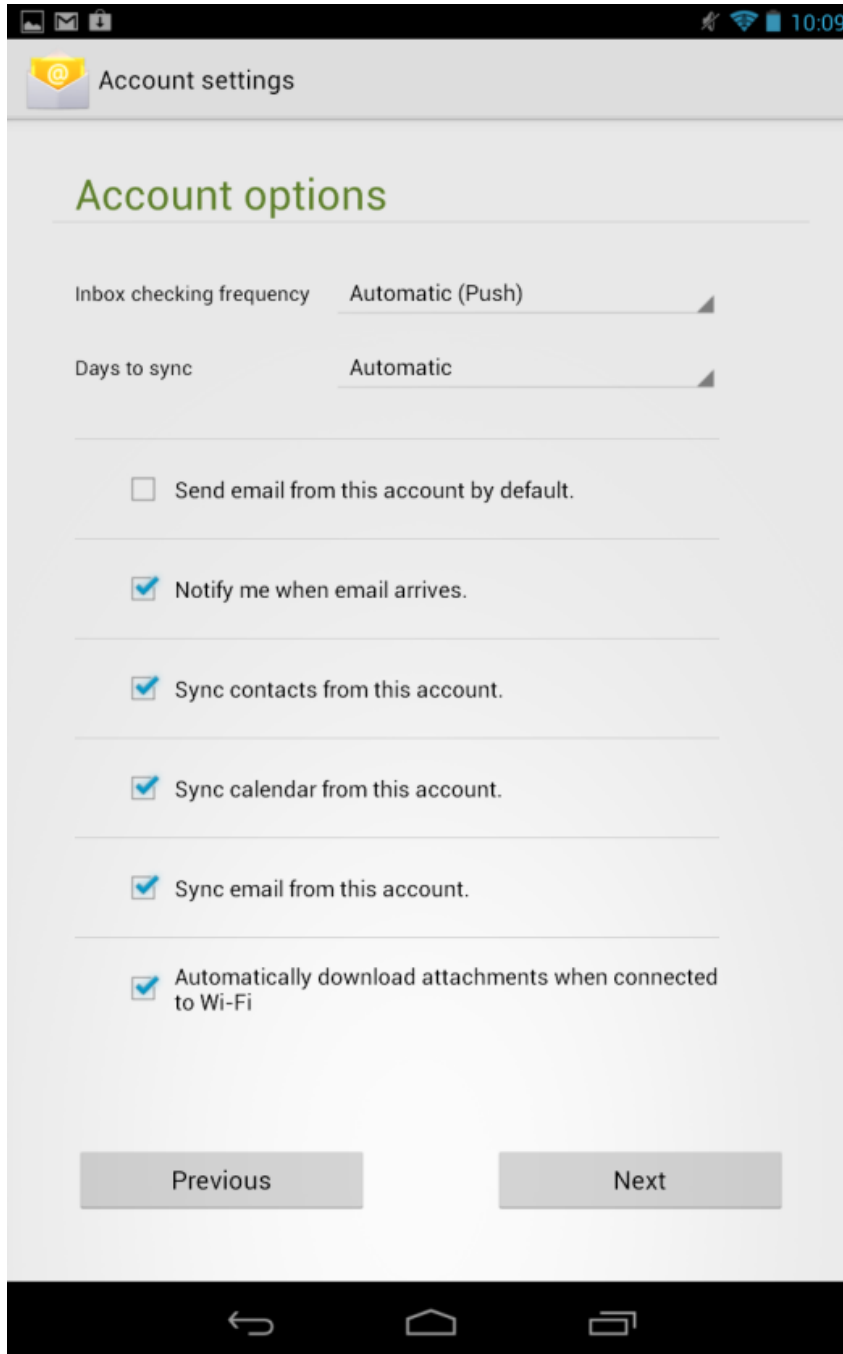 10:09
Account settings
Account options
Inbox checking frequency Automatic (Push)
Days to sync Automatic
Send email from this account by default.
Notify me when email arrives.
Sync contacts from this account.
Sync calendar from this account.
Sync email from this account.
Automatically download attachments when connected
to Wi-Fi
Previous Next